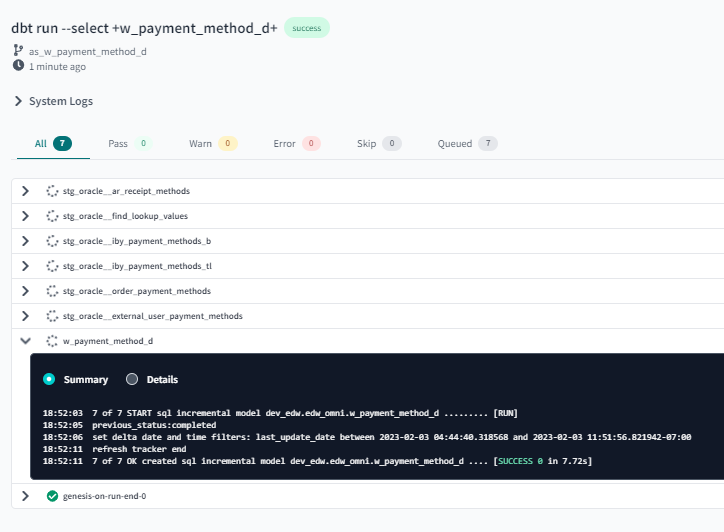 dbt run --select +w_payment_method_d+ success
as_w_payment_method_d
1 minute ago
System Logs
All 7 Pass 0 Warn 0 Error 0 Skip 0 Queued 7
stg_oracle__ar_receipt_methods
stg_oracle__find_lookup_values
stg_oracle__iby_payment_methods_b
stg_oracle__iby_payment_methods_tl
stg_oracle__order_payment_methods
stg_oracle__external_user_payment_methods
w_payment_method_d
Summary Details
18:52:03 7 of 7 START sql incremental model dev_edw.edw_omni.w_payment_method_d ......... [RUN]
18:52:05 previous_status:completed
18:52:06 set delta date and time filters: last_update_date between 2023-02-03 04:44:40.318568 and 2023-02-03 11:51:56.821942-07:00
18:52:11 refresh tracker end
18:52:11 7 of 7 OK created sql incremental model dev_edw.edw_omni.w_payment_method_d .... [SUCCESS 0 in 7.72s]
genesis-on-run-end-0